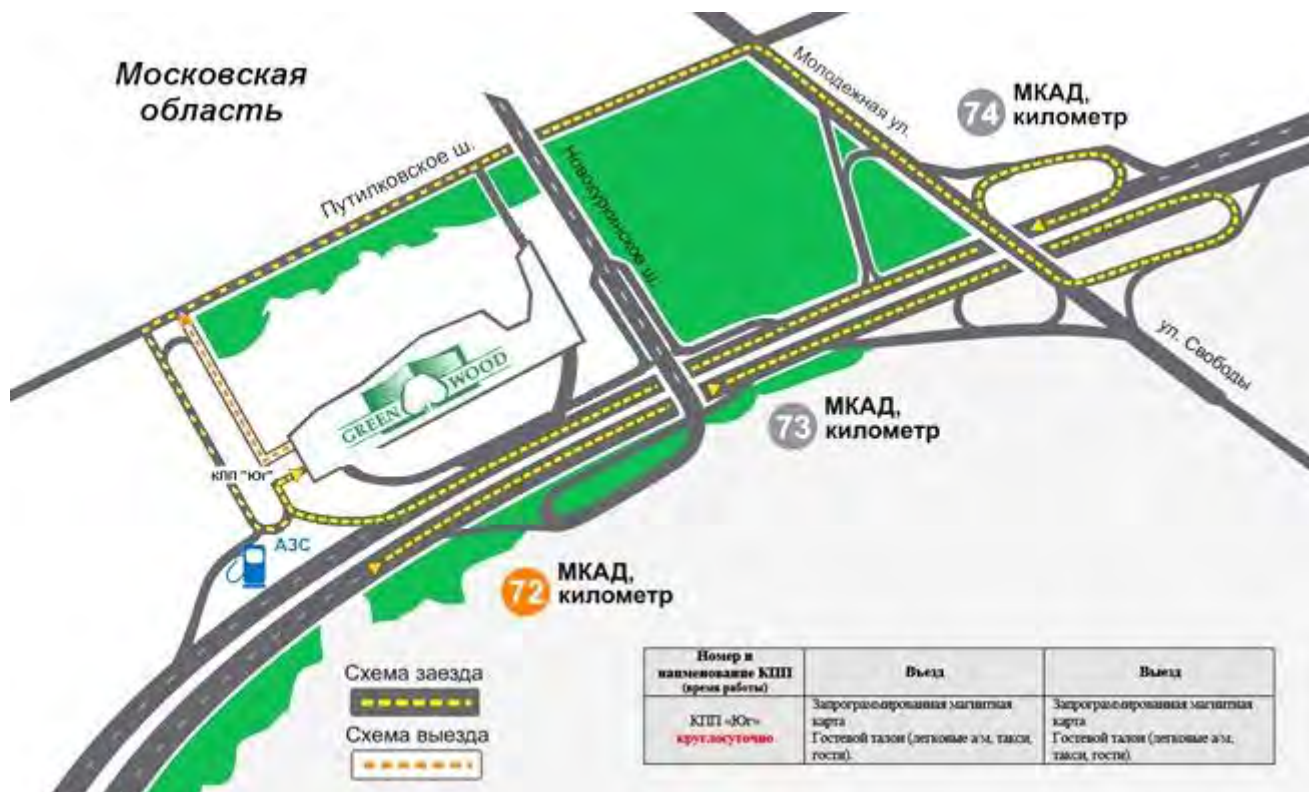 Московская
область
Молодежная ул.
74
МКАД,
километр
Путилковское ш.
Новокуркинское ш.
GREEN WOOD
ул. Свободы
73
МКАД,
километр
КПП "Юг"
АЗС
72
МКАД,
километр
Схема заезда
Схема выезда
Номер и
наименование КПП
(время работы)
Въезд
Выезд
КПП «Юг»
круглосуточно
Запрограммированная магнитная
карта
Гостевой талон (легковые а/м, такси,
гости).
Запрограммированная магнитная
карта
Гостевой талон (легковые а/м,
такси, гости).